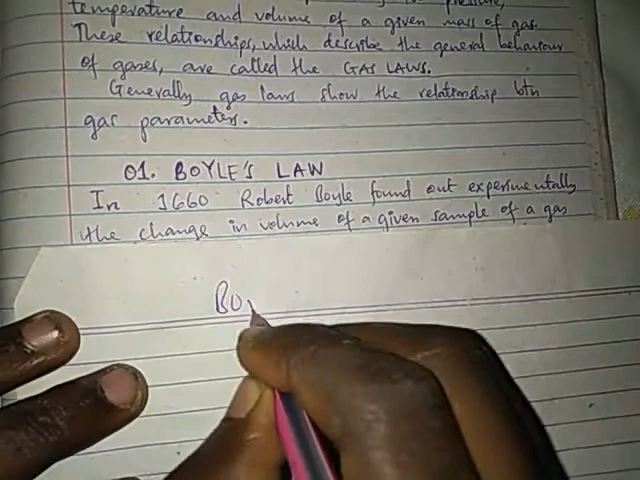 temperature and volume of a given mass of gas.
These relationships, which describe the general behaviour
of gases, are called the GAS LAWS.
Generally gas laws show the relationship btn
gas parameters.
01. BOYLE'S LAW
In 1660 Robert Boyle found out experimentally
the change in volume of a given sample of a gas
Bo